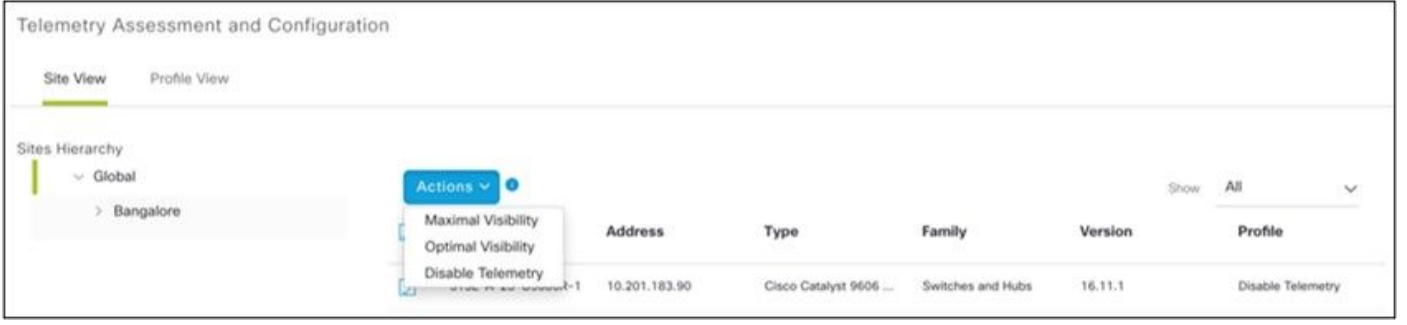 Telemetry Assessment and Configuration
Site View Profile View
Sites Hierarchy
Global
Bangalore
Actions
Show All
Maximal Visibility
Optimal Visibility
Disable Telemetry
Address Type Family Version Profile
10.201.183.90 Cisco Catalyst 9606 ... Switches and Hubs 16.11.1 Disable Telemetry